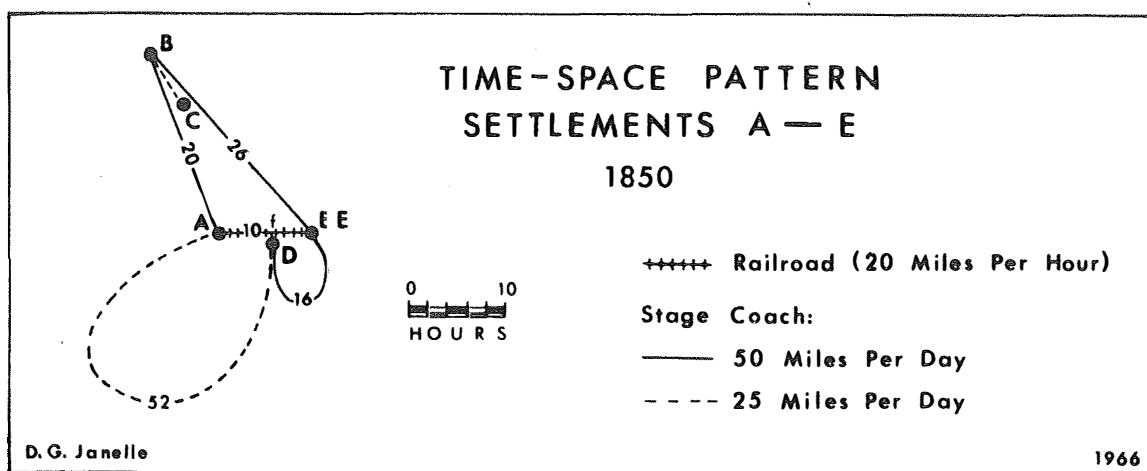 TIME-SPACE PATTERN
SETTLEMENTS A — E
1850
B
C
20
26
A
10
f
E E
D
16
52
0 10
HOURS
Railroad (20 Miles Per Hour)
Stage Coach:
50 Miles Per Day
25 Miles Per Day
D. G. Janelle
1966